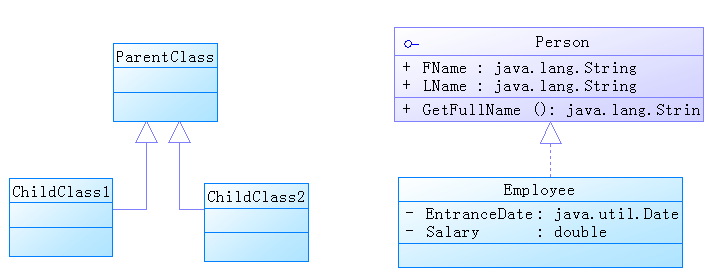 ParentClass
ChildClass1
ChildClass2
Person
+ FName : java.lang.String
+ LName : java.lang.String
+ GetFullName (): java.lang.Strin
Employee
- EntranceDate : java.util.Date
- Salary : double